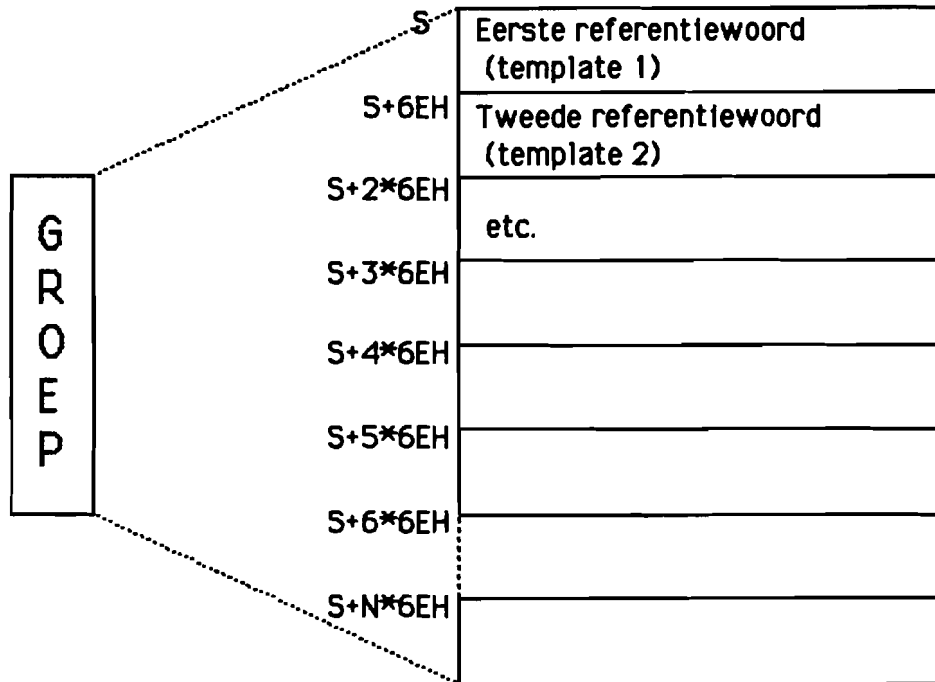 S
Eerste referentiewoord
(template 1)
S+6EH
Tweede referentiewoord
(template 2)
S+2*6EH
etc.
S+3*6EH
S+4*6EH
S+5*6EH
S+6*6EH
S+N*6EH
G
R
O
E
P